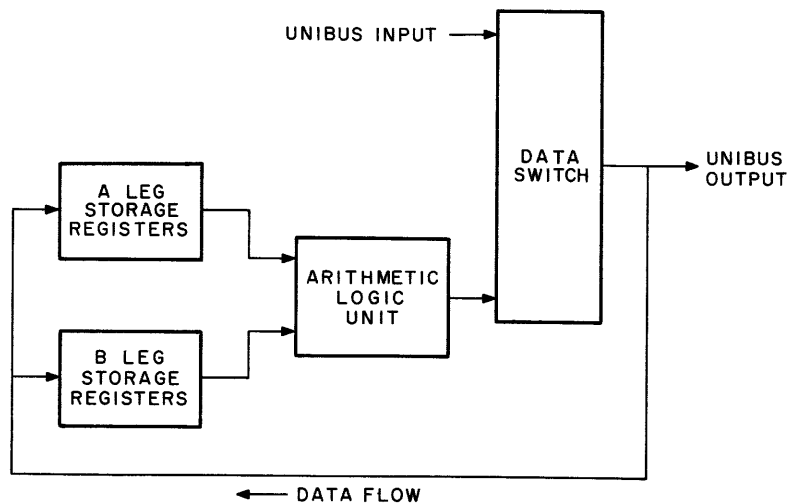 UNIBUS INPUT
DATA
SWITCH
UNIBUS
OUTPUT
A LEG
STORAGE
REGISTERS
ARITHMETIC
LOGIC
UNIT
B LEG
STORAGE
REGISTERS
DATA FLOW